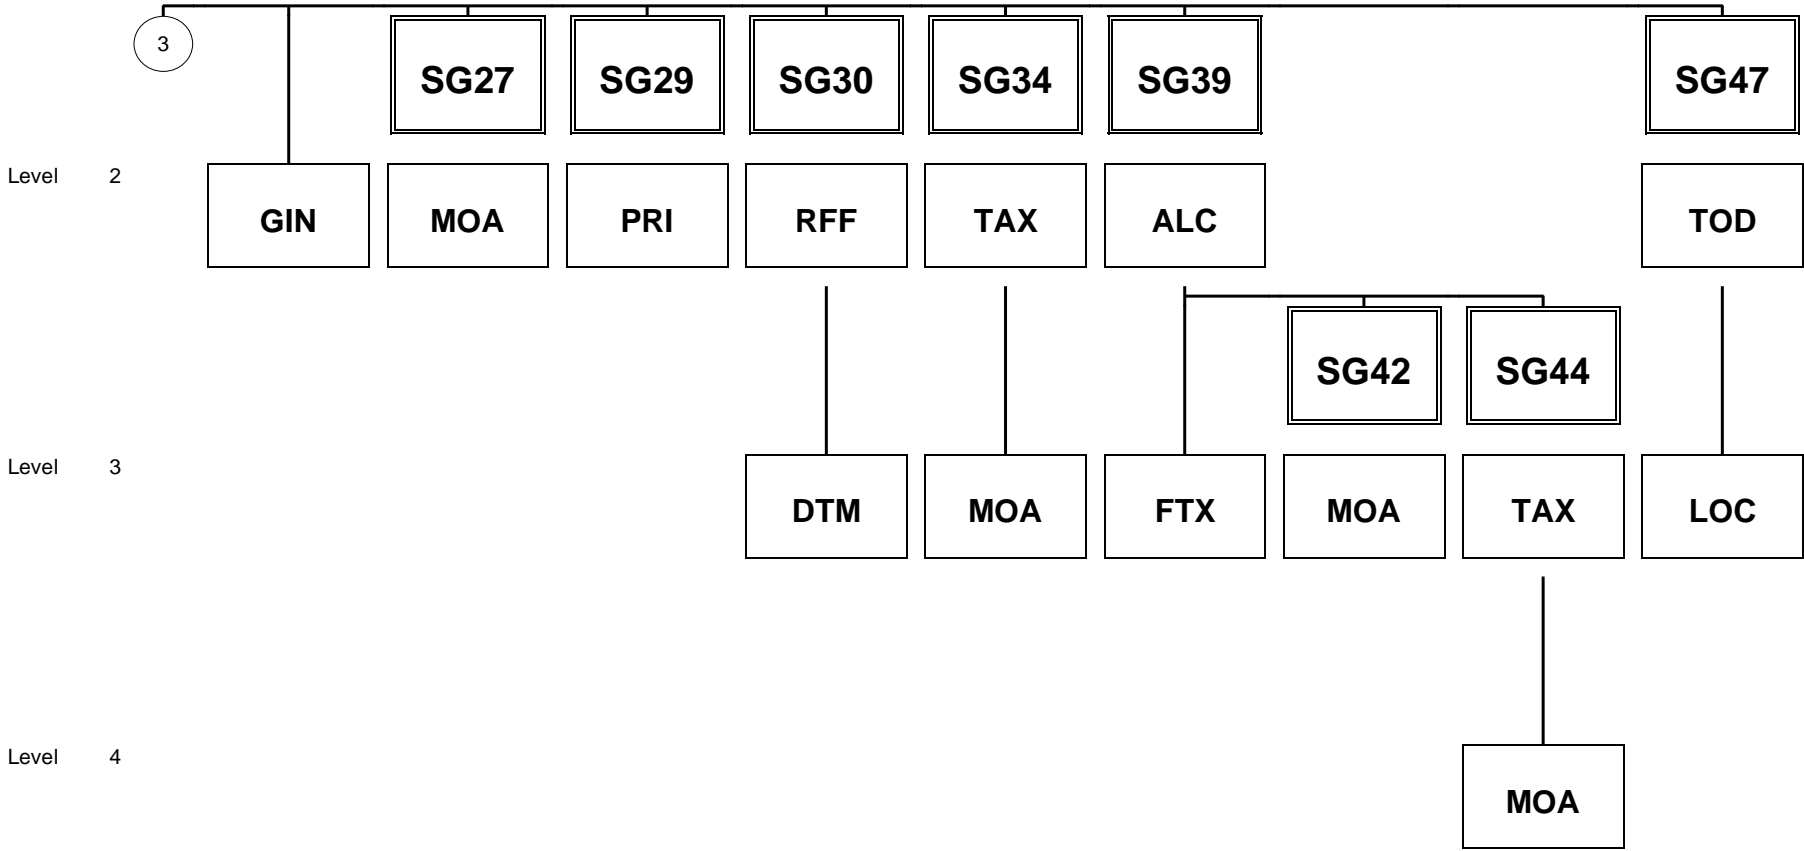 3
SG27 SG29 SG30 SG34 SG39 SG47
Level 2
GIN MOA PRI RFF TAX ALC TOD
SG42 SG44
Level 3
DTM MOA FTX MOA TAX LOC
Level 4
MOA